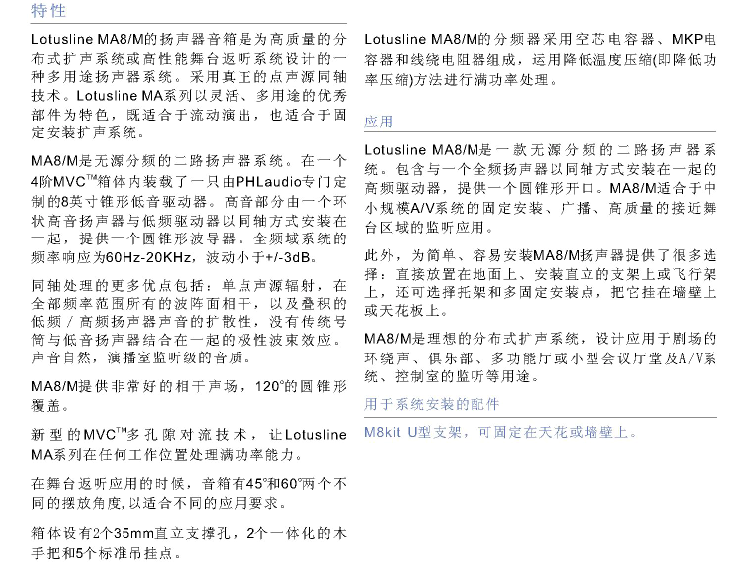 特性
Lotusline MA8/M的扬声器音箱是为高质量的分
布式扩声系统或高性能舞台返听系统设计的一
种多用途扬声器系统。采用真正的点声源同轴
技术。Lotusline MA系列以灵活、多用途的优秀
部件为特色，既适合于流动演出，也适合于固
定安装扩声系统。
MA8/M是无源分频的二路扬声器系统。在一个
4阶MVC™箱体内装载了一只由PHLaudio专门定
制的8英寸锥形低音驱动器。高音部分由一个环
状高音扬声器与低频驱动器以同轴方式安装在
一起，提供一个圆锥形波导器。全频域系统的
频率响应为60Hz-20KHz，波动小于+/-3dB。
同轴处理的更多优点包括：单点声源辐射，在
全部频率范围所有的波阵面相干，以及叠积的
低频／高频扬声器声音的扩散性，没有传统号
筒与低音扬声器结合在一起的极性波束效应。
声音自然，演播室监听级的音质。
MA8/M提供非常好的相干声场，120°的圆锥形
覆盖。
新型的MVC™多孔隙对流技术，让Lotusline
MA系列在任何工作位置处理满功率能力。
在舞台返听应用的时候，音箱有45°和60°两个不
同的摆放角度,以适合不同的应用要求。
箱体设有2个35mm直立支撑孔，2个一体化的木
手把和5个标准吊挂点。
Lotusline MA8/M的分频器采用空芯电容器、MKP电
容器和线绕电阻器组成，运用降低温度压缩(即降低功
率压缩)方法进行满功率处理。
应用
Lotusline MA8/M是一款无源分频的二路扬声器系
统。包含与一个全频扬声器以同轴方式安装在一起的
高频驱动器，提供一个圆锥形开口。MA8/M适合于中
小规模A/V系统的固定安装、广播、高质量的接近舞
台区域的监听应用。
此外，为简单、容易安装MA8/M扬声器提供了很多选
择：直接放置在地面上、安装直立的支架上或飞行架
上，还可选择托架和多固定安装点，把它挂在墙壁上
或天花板上。
MA8/M是理想的分布式扩声系统，设计应用于剧场的
环绕声、俱乐部、多功能厅或小型会议厅堂及A/V系
统、控制室的监听等用途。
用于系统安装的配件
M8kit U型支架，可固定在天花或墙壁上。